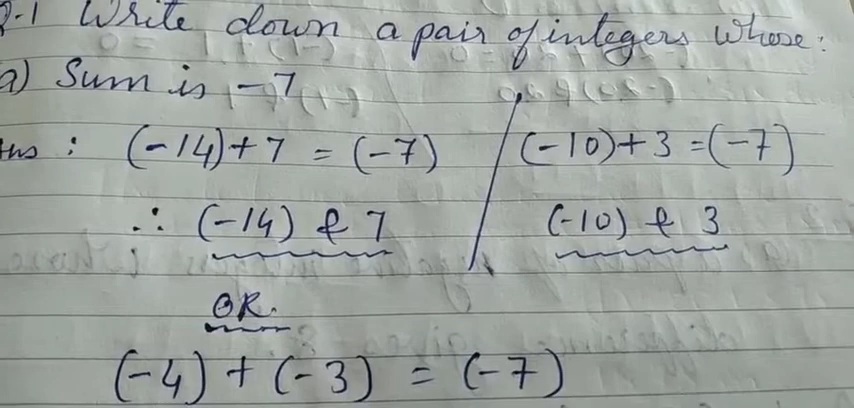 Q-1 Write down a pair of integers whose:
a) Sum is -7
Ans : (-14)+7 = (-7) / (-10)+3 =(-7)
∴ (-14) & 7 (-10) & 3
OR.
(-4) + (-3) = (-7)